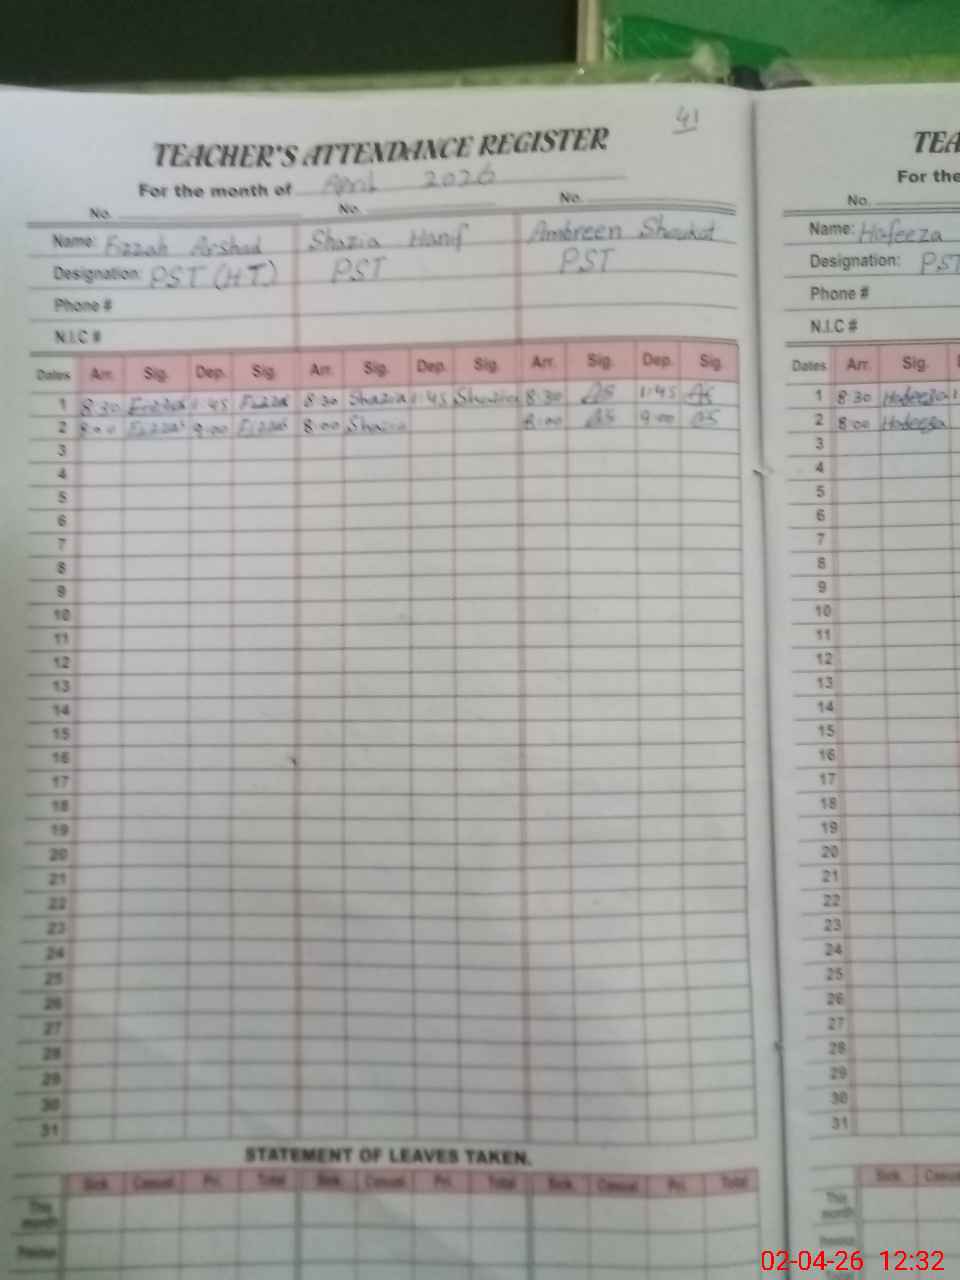 41
TEACHER'S ATTENDANCE REGISTER
For the month of April 2026
No. No. No.
Name: Fizzah Arshad Shazia Hanif Ambreen Shoukat
Designation: PST (HT) PST PST
Phone #
N.I.C #
Dates Arr. Sig. Dep. Sig. Arr. Sig. Dep. Sig. Arr. Sig. Dep. Sig.
1 8:30 Fizza 1:45 Fizza 8:30 Shazia 1:45 Shazia 8:30 AS 1:45 AS
2 8:00 Fizza 9:00 Fizza 8:00 Shazia 8:00 AS 9:00 AS
3
4
5
6
7
8
9
10
11
12
13
14
15
16
17
18
19
20
21
22
23
24
25
26
27
28
29
30
31
STATEMENT OF LEAVES TAKEN.
Sick. Casual. Pri. Total Sick. Casual. Pri. Total Sick. Casual. Pri. Total
This month
Previous
TEA
For the
No.
Name: Hafeeza
Designation: PST
Phone #
N.I.C #
Dates Arr. Sig.
1 8:30 Hafeeza
2 8:00 Hafeeza
3
4
5
6
7
8
9
10
11
12
13
14
15
16
17
18
19
20
21
22
23
24
25
26
27
28
29
30
31
Sick.
This month
Previous
02-04-26 12:32